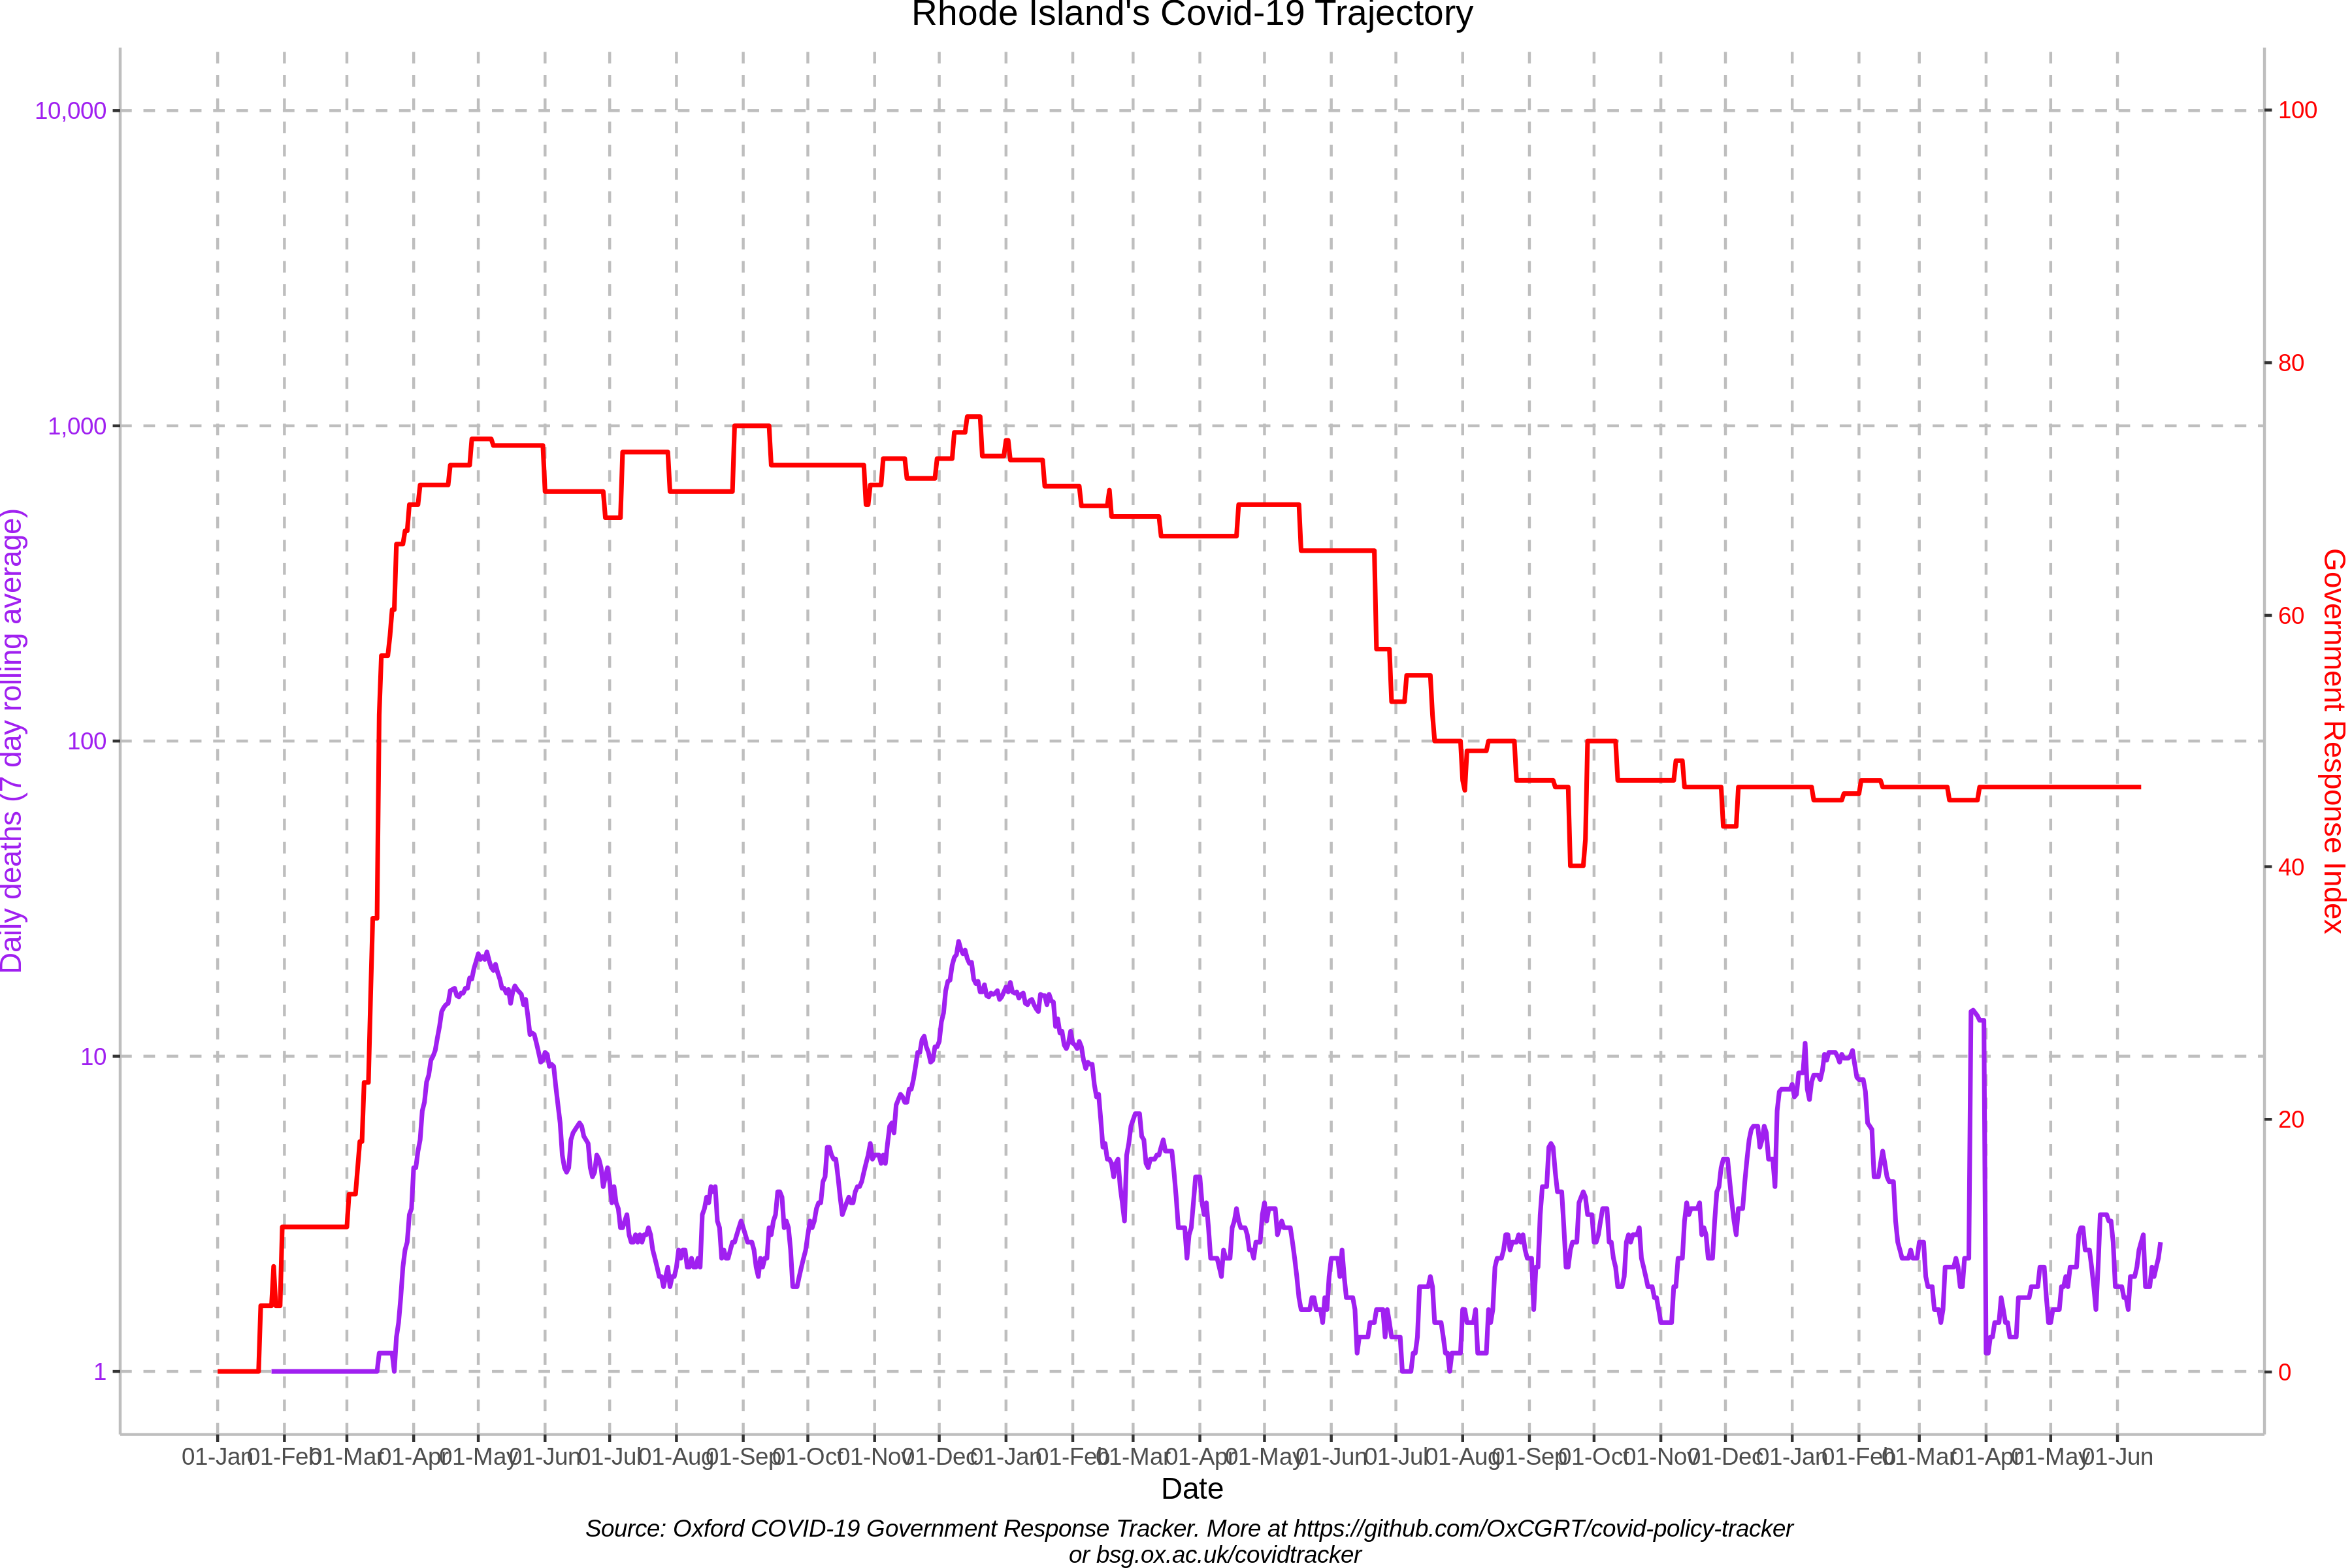 Rhode Island's Covid-19 Trajectory
10,000
1,000
100
10
1
Daily deaths (7 day rolling average)
100
80
60
40
20
0
Government Response Index
01-Jan 01-Feb 01-Mar 01-Apr 01-May 01-Jun 01-Jul 01-Aug 01-Sep 01-Oct 01-Nov 01-Dec 01-Jan 01-Feb 01-Mar 01-Apr 01-May 01-Jun 01-Jul 01-Aug 01-Sep 01-Oct 01-Nov 01-Dec 01-Jan 01-Feb 01-Mar 01-Apr 01-May 01-Jun
Date
Source: Oxford COVID-19 Government Response Tracker. More at https://github.com/OxCGRT/covid-policy-tracker
or bsg.ox.ac.uk/covidtracker